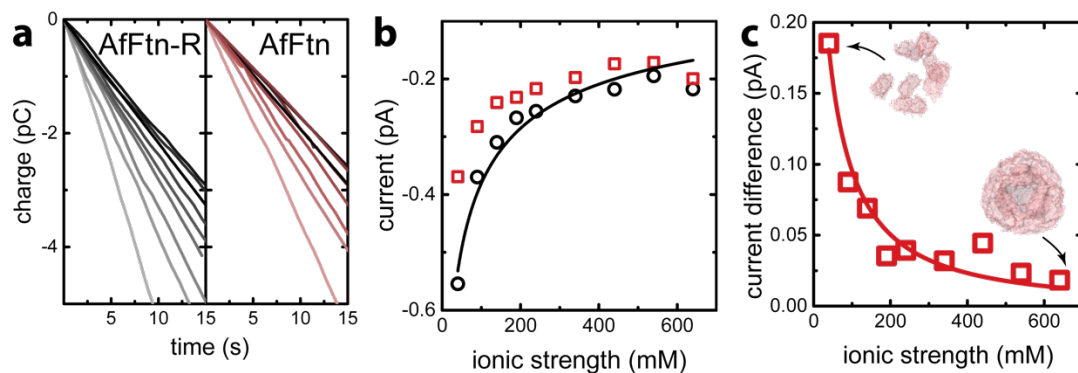 a
AfFtn-R
AfFtn
0
-2
-4
charge (pC)
5
10
15
5
10
15
time (s)
b
-0.2
-0.4
-0.6
current (pA)
0
200
400
600
ionic strength (mM)
c
0.20
0.15
0.10
0.05
0.00
current difference (pA)
0
200
400
600
ionic strength (mM)